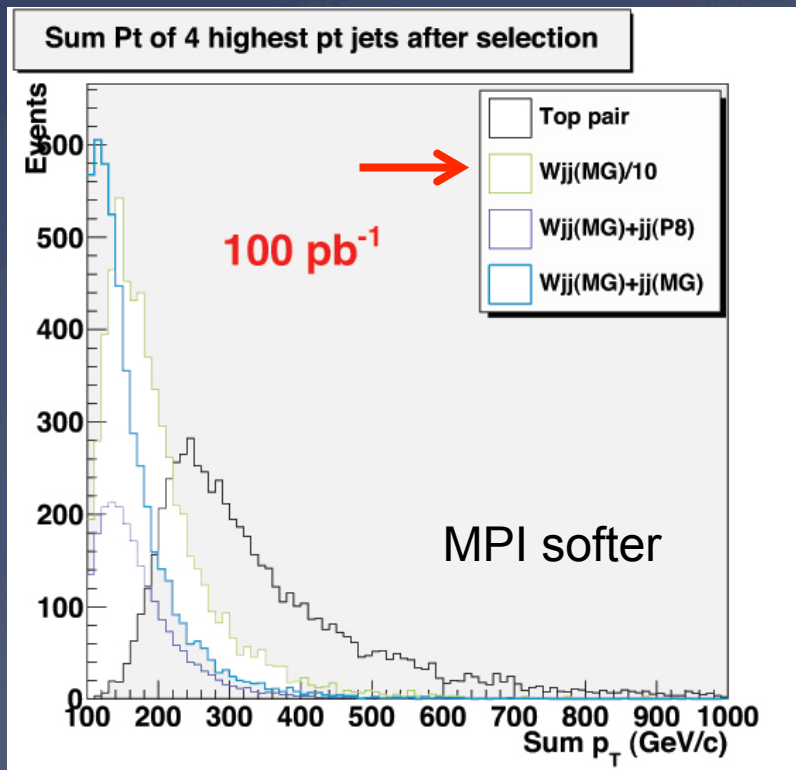 Sum Pt of 4 highest pt jets after selection
Events
600
500
400
300
200
100
0
100 200 300 400 500 600 700 800 900 1000
Sum p_T (GeV/c)
Top pair
Wjj(MG)/10
Wjj(MG)+jj(P8)
Wjj(MG)+jj(MG)
100 pb⁻¹
MPI softer